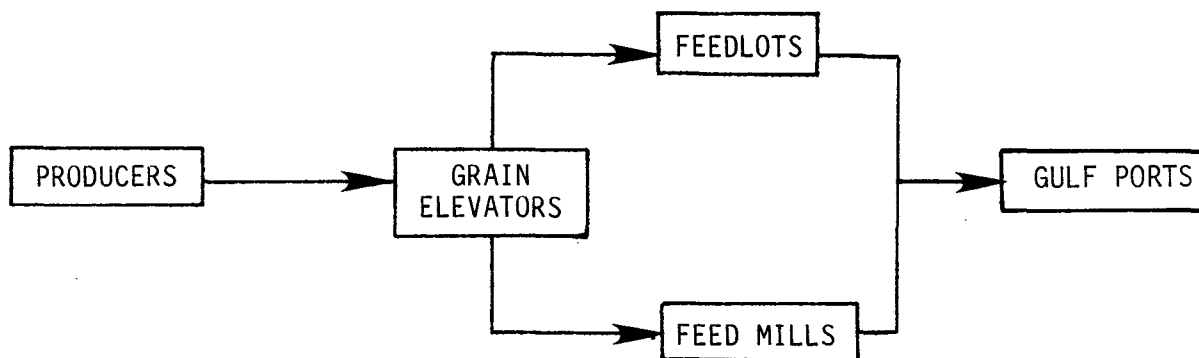 FEEDLOTS
PRODUCERS
GRAIN
ELEVATORS
GULF PORTS
FEED MILLS